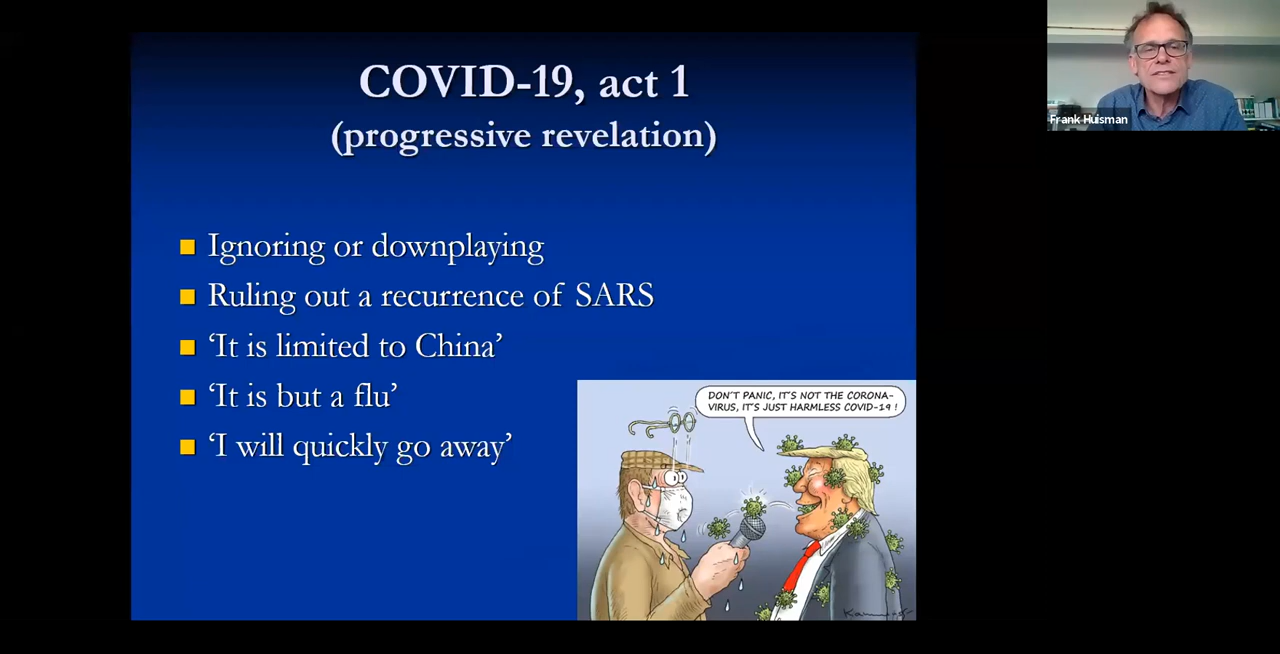 COVID-19, act 1
(progressive revelation)
Ignoring or downplaying
Ruling out a recurrence of SARS
‘It is limited to China’
‘It is but a flu’
‘I will quickly go away’
DON'T PANIC, IT'S NOT THE CORONA-
VIRUS, IT'S JUST HARMLESS COVID-19 !
Frank Huisman